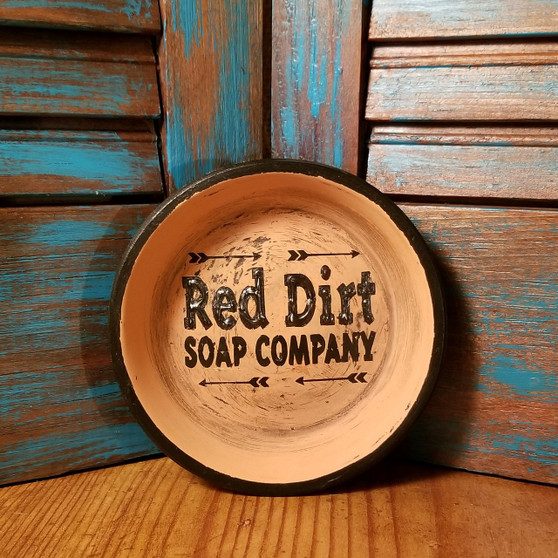 Red Dirt
SOAP COMPANY